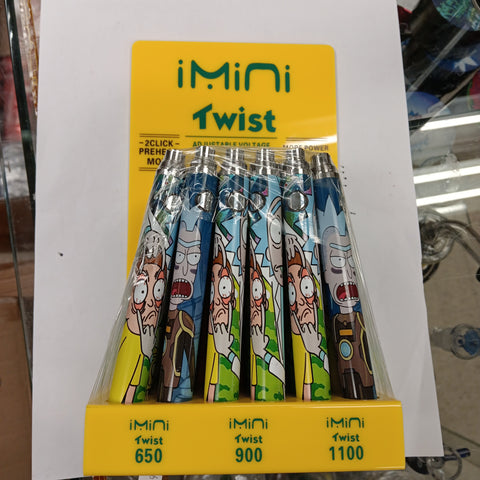 iMiNi
Twist
-2CLICK-
PREHE
MO
ADJUSTABLE VOLTAGE
MORE POWER
iMiNi
Twist
650
iMiNi
Twist
900
iMiNi
Twist
1100